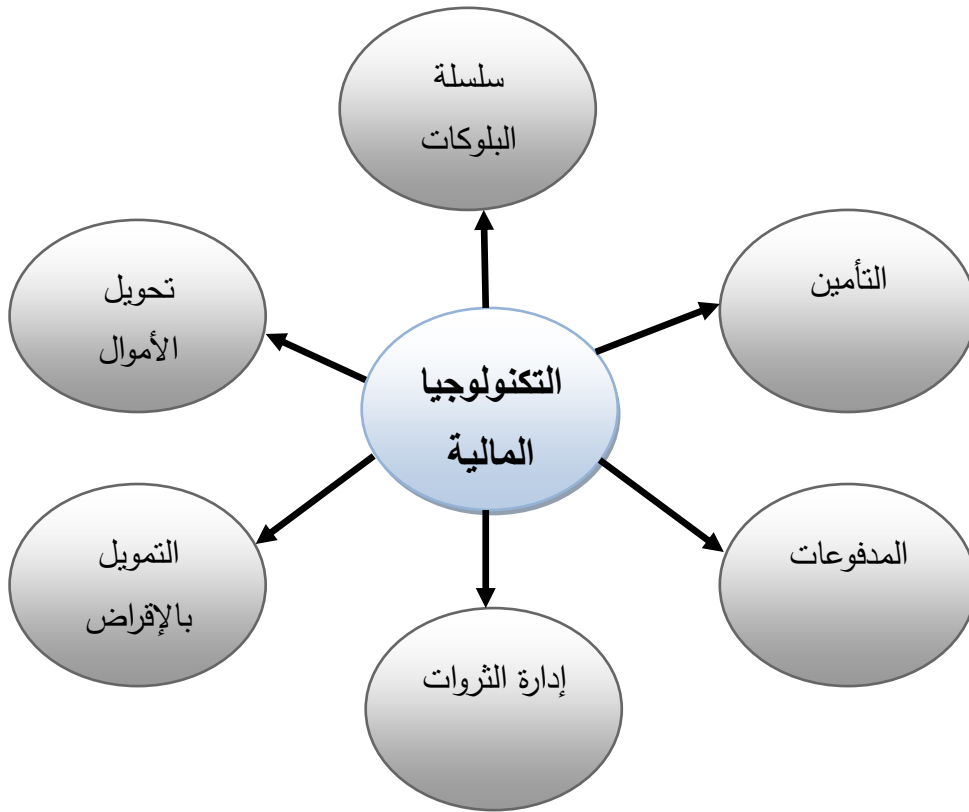 سلسلة
البلوكات
التأمين
تحويل
الأموال
التكنولوجيا
المالية
المدفوعات
التمويل
بالإقراض
إدارة الثروات